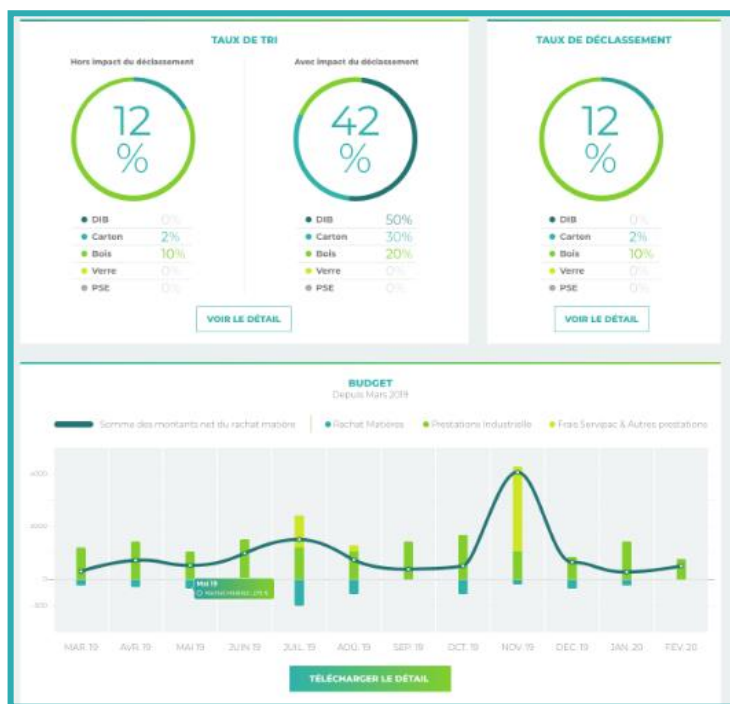 TAUX DE TRI
Hors impact du déclassement
12
%
DIB 0%
Carton 2%
Bois 10%
Verre 0%
PSE 0%
Avec impact du déclassement
42
%
DIB 50%
Carton 30%
Bois 20%
Verre 0%
PSE 0%
VOIR LE DÉTAIL
TAUX DE DÉCLASSEMENT
12
%
DIB 0%
Carton 2%
Bois 10%
Verre 0%
PSE 0%
VOIR LE DÉTAIL
BUDGET
Depuis Mars 2019
Somme des montants net du rachat matière
Rachat Matières
Prestations Industrielle
Frais Servipac & Autres prestations
0
Mai 19
MAR. 19 AVR. 19 MAI 19 JUIN 19 JUIL. 19 AOÛ. 19 SEP. 19 OCT. 19 NOV. 19 DEC. 19 JAN. 20 FEV. 20
TÉLÉCHARGER LE DÉTAIL